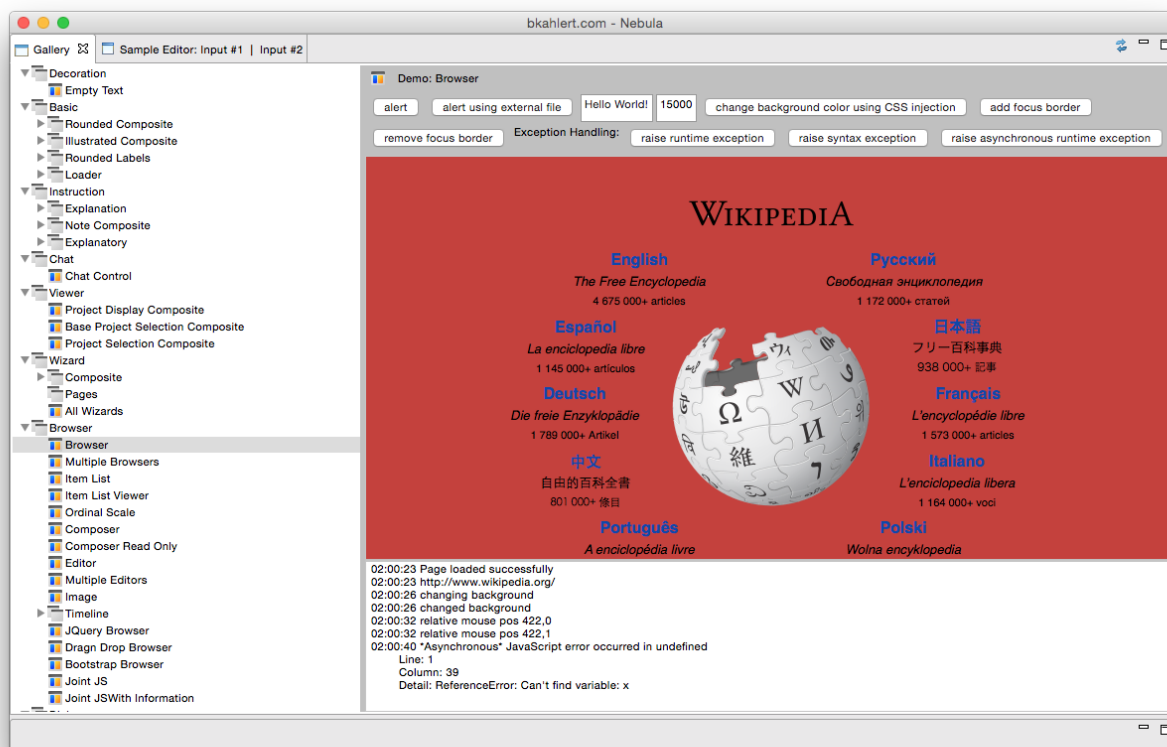 bkahlert.com - Nebula
Gallery
Sample Editor: Input #1 | Input #2
Decoration
Empty Text
Basic
Rounded Composite
Illustrated Composite
Rounded Labels
Loader
Instruction
Explanation
Note Composite
Explanatory
Chat
Chat Control
Viewer
Project Display Composite
Base Project Selection Composite
Project Selection Composite
Wizard
Composite
Pages
All Wizards
Browser
Browser
Multiple Browsers
Item List
Item List Viewer
Ordinal Scale
Composer
Composer Read Only
Editor
Multiple Editors
Image
Timeline
JQuery Browser
Dragn Drop Browser
Bootstrap Browser
Joint JS
Joint JSWith Information
Demo: Browser
alert
alert using external file
Hello World!
15000
change background color using CSS injection
add focus border
remove focus border
Exception Handling:
raise runtime exception
raise syntax exception
raise asynchronous runtime exception
WIKIPEDIA
English
The Free Encyclopedia
4 675 000+ articles
Русский
Свободная энциклопедия
1 172 000+ статей
Español
La enciclopedia libre
1 145 000+ artículos
日本語
フリー百科事典
938 000+ 記事
Deutsch
Die freie Enzyklopädie
1 789 000+ Artikel
Français
L'encyclopédie libre
1 573 000+ articles
中文
自由的百科全書
801 000+ 條目
Italiano
L'enciclopedia libera
1 164 000+ voci
Português
A enciclopédia livre
Polski
Wolna encyklopedia
Ω
W
И
維
ウィ
7
02:00:23 Page loaded successfully
02:00:23 http://www.wikipedia.org/
02:00:26 changing background
02:00:26 changed background
02:00:32 relative mouse pos 422,0
02:00:32 relative mouse pos 422,1
02:00:40 *Asynchronous* JavaScript error occurred in undefined
Line: 1
Column: 39
Detail: ReferenceError: Can't find variable: x